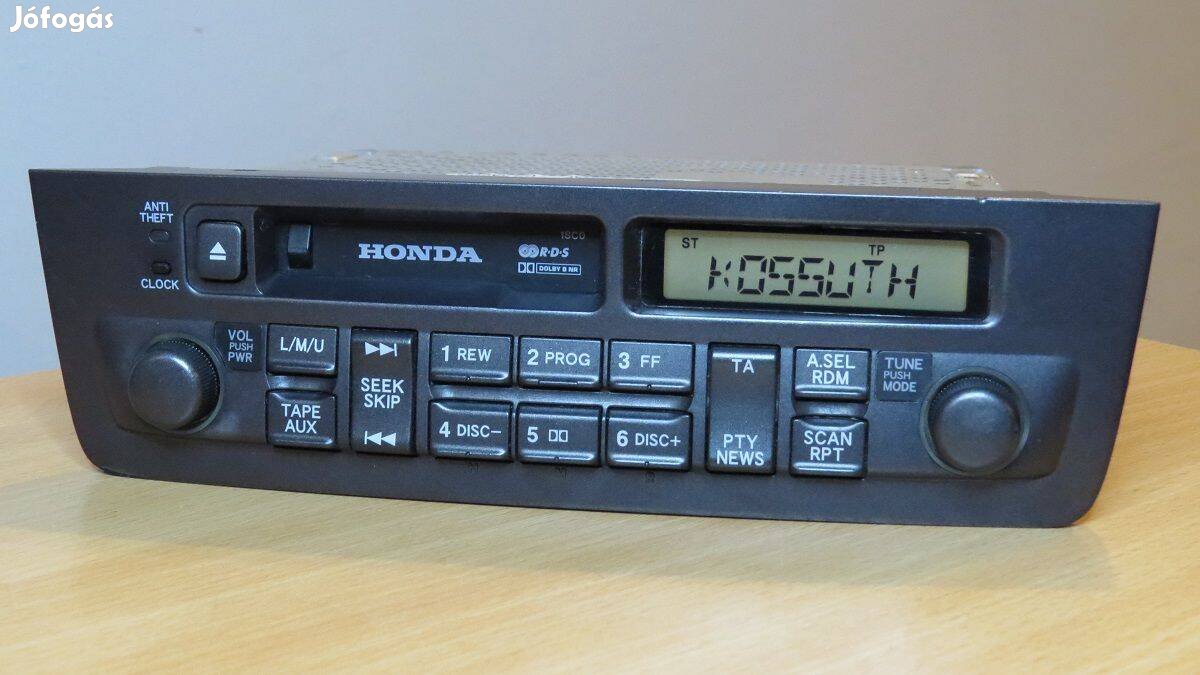 Jófogás
ANTI
THEFT
CLOCK
HONDA
1SC0
R·D·S
DOLBY B NR
ST
TP
KOSSUTH
VOL
PUSH
PWR
L/M/U
TAPE
AUX
SEEK
SKIP
1 REW
2 PROG
3 FF
4 DISC-
5
6 DISC+
TA
PTY
NEWS
A.SEL
RDM
SCAN
RPT
TUNE
PUSH
MODE